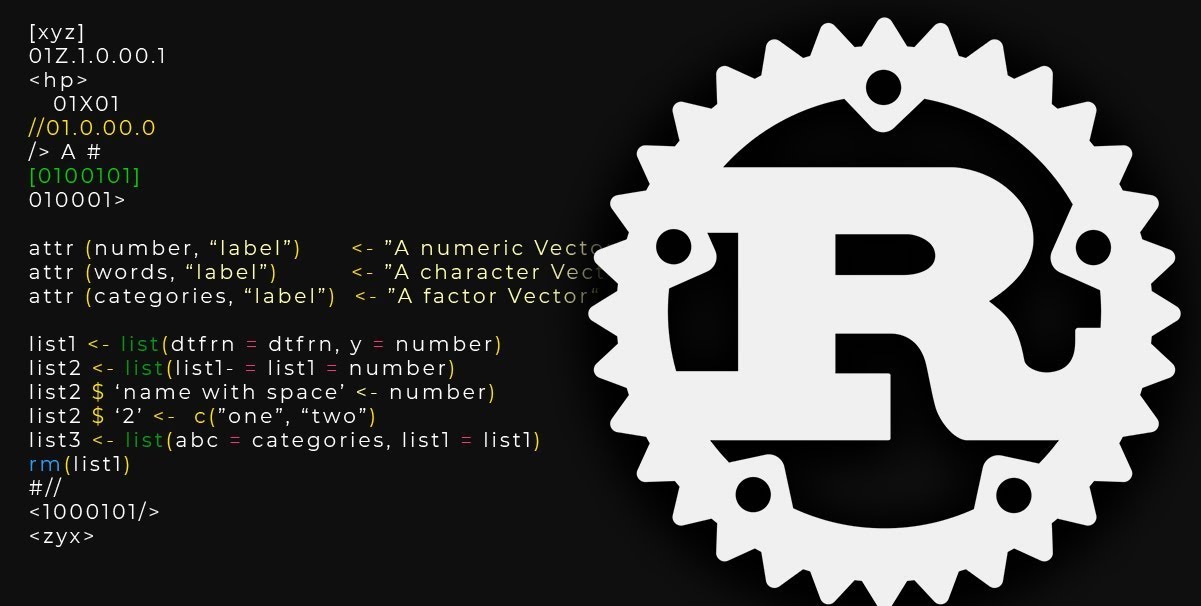 [xyz]
01Z.1.0.00.1
<hp>
01X01
//01.0.00.0
/> A #
[0100101]
010001>
attr (number, “label”) <- ”A numeric
attr (words, “label”) <- ”A character
attr (categories, “label”) <- ”A factor Vector“
list1 <- list(dtfrn = dtfrn, y = number)
list2 <- list(list1- = list1 = number)
list2 $ ‘name with space’ <- number)
list2 $ ‘2’ <- c(”one”, “two”)
list3 <- list(abc = categories, list1 = list1)
rm(list1)
#//
<1000101/>
<zyx>
R